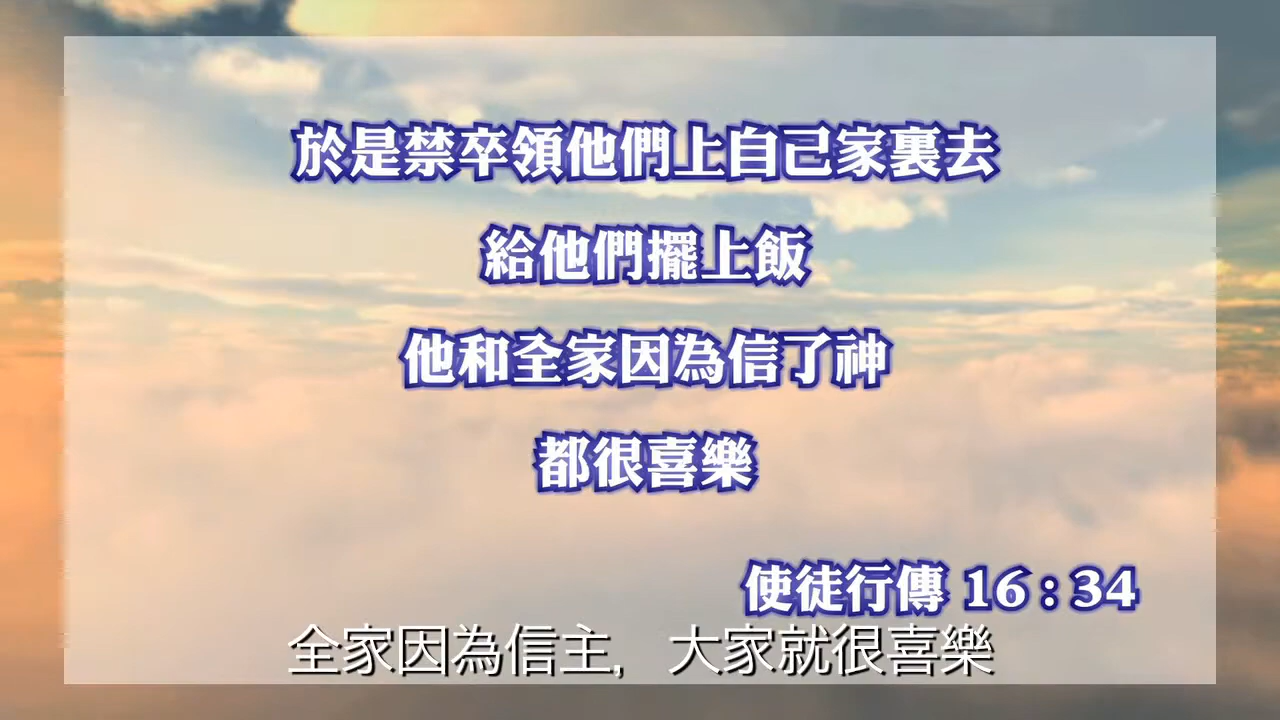 於是禁卒領他們上自己家裏去
給他們擺上飯
他和全家因為信了神
都很喜樂
使徒行傳 16 : 34
全家因為信主, 大家就很喜樂